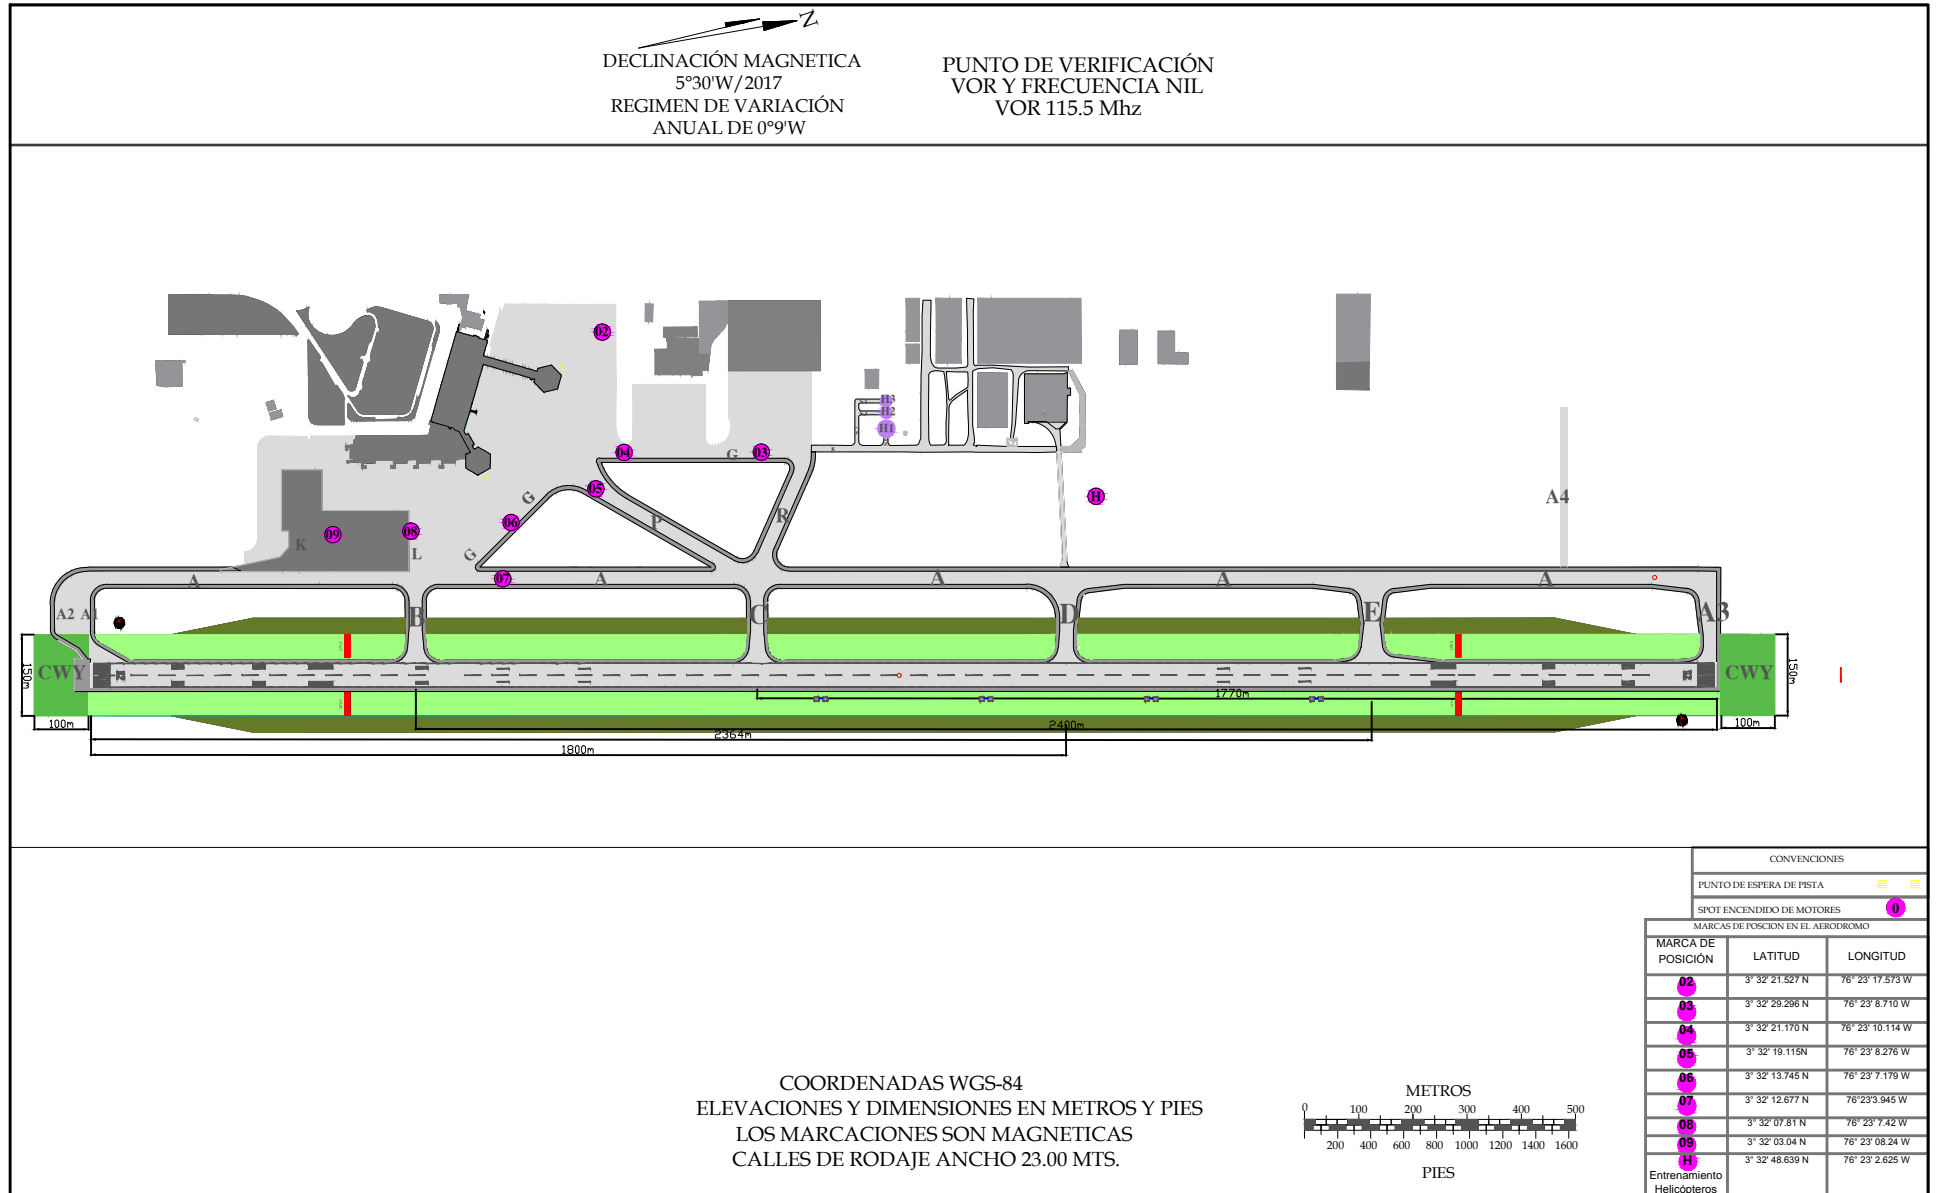 N
DECLINACIÓN MAGNETICA
5°30'W/2017
REGIMEN DE VARIACIÓN
ANUAL DE 0°9'W
PUNTO DE VERIFICACIÓN
VOR Y FRECUENCIA NIL
VOR 115.5 Mhz
02
H3
H2
H1
04
G
03
S
05
G
06
P
R
H
A4
09
K
08
L
G
07
A
A
A
A
A
A2
A1
B
C
D
E
A3
150m
CWY
CWY
150m
1770m
100m
2400m
100m
2364m
1800m
CONVENCIONES
PUNTO DE ESPERA DE PISTA
SPOT ENCENDIDO DE MOTORES 0
MARCAS DE POSCION EN EL AERODROMO
MARCA DE POSICIÓN LATITUD LONGITUD
02 3° 32' 21.527 N 76° 23' 17.573 W
03 3° 32' 29.296 N 76° 23' 8.710 W
04 3° 32' 21.170 N 76° 23' 10.114 W
05 3° 32' 19.115N 76° 23' 8.276 W
06 3° 32' 13.745 N 76° 23' 7.179 W
07 3° 32' 12.677 N 76°23'3.945 W
08 3° 32' 07.81 N 76° 23' 7.42 W
09 3° 32' 03.04 N 76° 23' 08.24 W
H 3° 32' 48.639 N 76° 23' 2.625 W
Entrenamiento
Helicópteros
COORDENADAS WGS-84
ELEVACIONES Y DIMENSIONES EN METROS Y PIES
LOS MARCACIONES SON MAGNETICAS
CALLES DE RODAJE ANCHO 23.00 MTS.
METROS
0 100 200 300 400 500
200 400 600 800 1000 1200 1400 1600
PIES